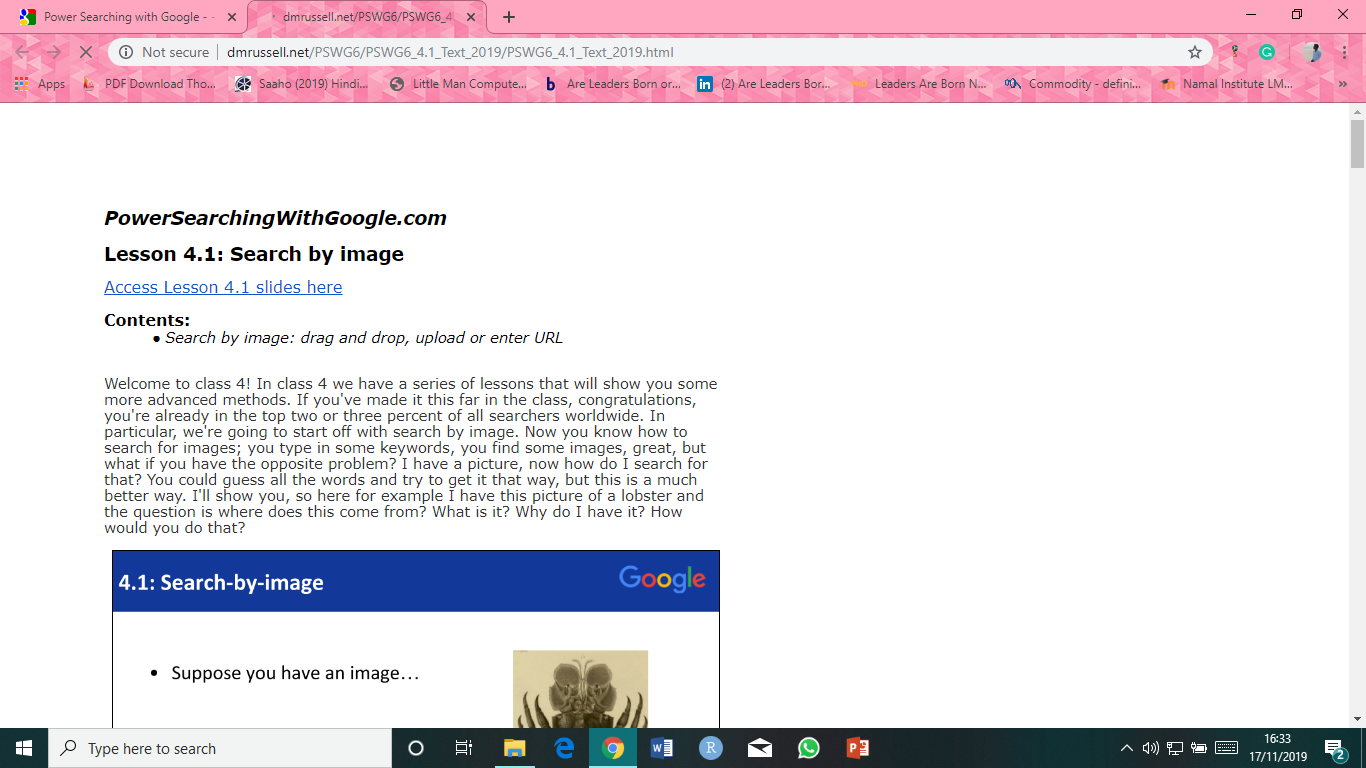 Power Searching with Google -
dmrussell.net/PSWG6/PSWG6_4
Not secure
dmrussell.net/PSWG6/PSWG6_4.1_Text_2019/PSWG6_4.1_Text_2019.html
Apps
PDF Download Tho...
Saaho (2019) Hindi...
Little Man Compute...
Are Leaders Born or...
(2) Are Leaders Bor...
Leaders Are Born N...
Commodity - defini...
Namal Institute LM...
»
PowerSearchingWithGoogle.com
Lesson 4.1: Search by image
Access Lesson 4.1 slides here
Contents:
● Search by image: drag and drop, upload or enter URL
Welcome to class 4! In class 4 we have a series of lessons that will show you some
more advanced methods. If you've made it this far in the class, congratulations,
you're already in the top two or three percent of all searchers worldwide. In
particular, we're going to start off with search by image. Now you know how to
search for images; you type in some keywords, you find some images, great, but
what if you have the opposite problem? I have a picture, now how do I search for
that? You could guess all the words and try to get it that way, but this is a much
better way. I'll show you, so here for example I have this picture of a lobster and
the question is where does this come from? What is it? Why do I have it? How
would you do that?
4.1: Search-by-image
Google
• Suppose you have an image…
Type here to search
16:33
17/11/2019
2